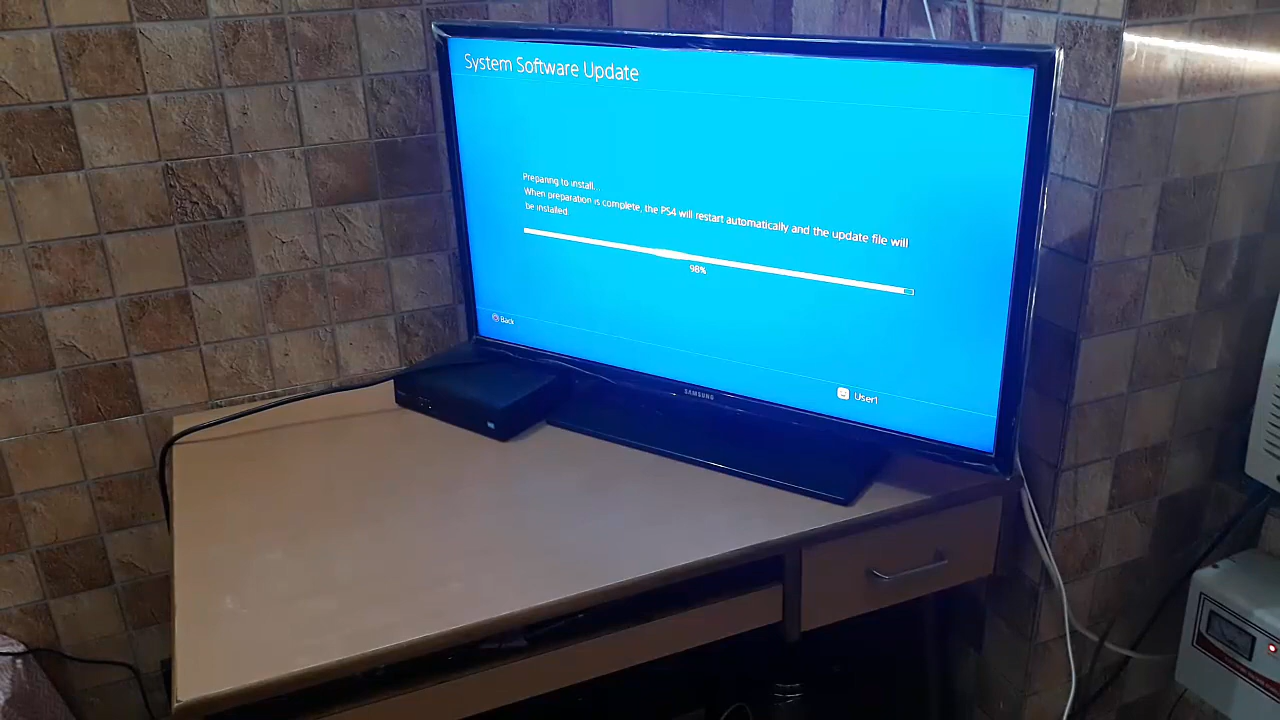 System Software Update
Preparing to install...
When preparation is complete, the PS4 will restart automatically and the update file will
be installed.
98%
Back
SAMSUNG
User1